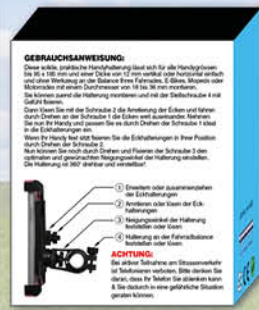 GEBRAUCHSANWEISUNG:
Diese solide, praktische Handyhalterung lässt sich für alle Handygrössen
bis 95 x 185 mm und einer Dicke von 12 mm vertikal oder horizontal einfach
und ohne Werkzeug an der Balance Ihres Fahrrades, E-Bikes, Mopeds oder
Motorrades mit einem Durchmesser von 18 bis 36 mm montieren.
Sie können zuerst die Halterung montieren und mit der Stellschraube 4 mit
Gefühl fixieren.
Dann lösen Sie mit der Schraube 2 die Arretierung der Ecken und fahren
durch Drehen an der Schraube 1 die Ecken weit auseinander. Nehmen
Sie nun Ihr Handy und passen Sie es durch Drehen der Schraube 1 ideal
in die Eckhalterungen ein.
Wenn Ihr Handy fest sitzt fixieren Sie die Eckhalterungen in Ihrer Position
durch Drehen der Schraube 2.
Nun können Sie noch durch Drehen und Fixieren der Schraube 3 den
optimalen und gewünschten Neigungswinkel der Halterung einstellen.
Die Halterung ist 360° drehbar und verstellbar!
1 Erweitern oder zusammenziehen
der Eckhalterungen
2 Arretieren oder lösen der Eck-
halterungen
3 Neigungswinkel der Halterung
feststellen oder lösen
4 Halterung an der Fahrradbalance
feststellen oder lösen
ACHTUNG:
Bei aktiver Teilnahme am Strassenverkehr
ist Telefonieren verboten. Bitte denken Sie
daran, dass Ihr Telefon Sie ablenken kann
& Sie dadurch in eine gefährliche Situation
geraten können.